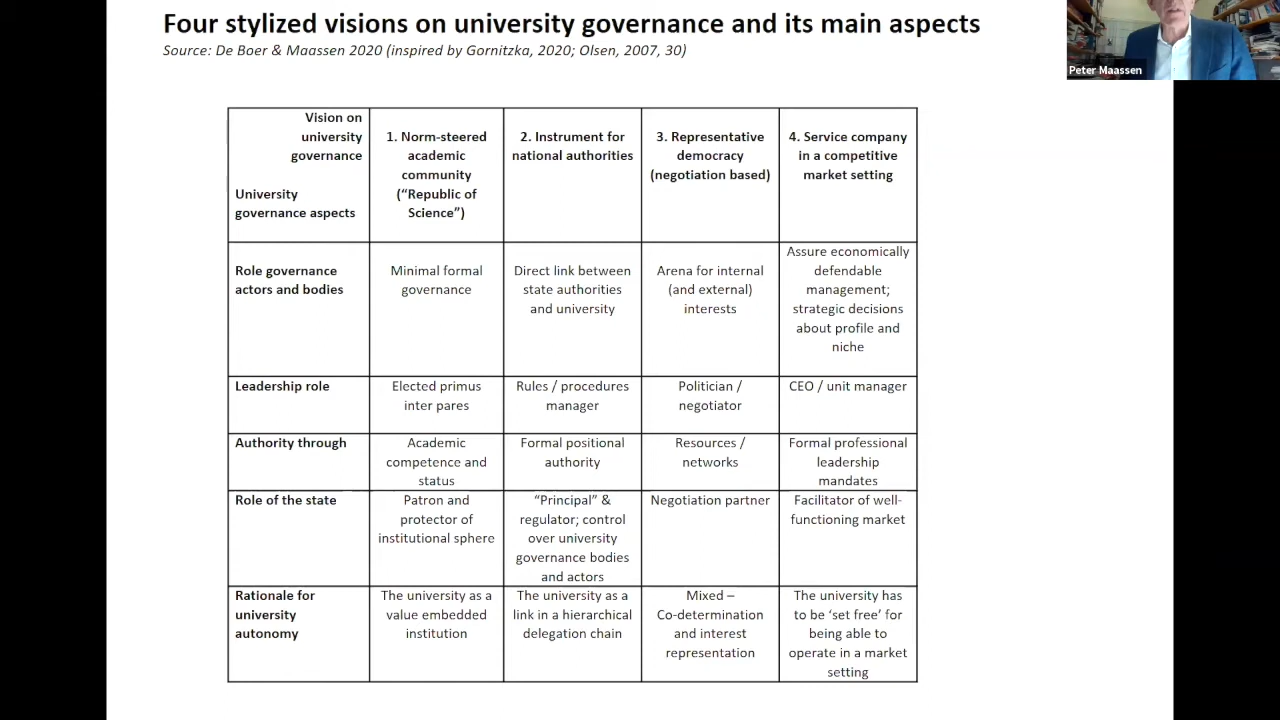 Four stylized visions on university governance and its main aspects
Source: De Boer & Maassen 2020 (inspired by Gornitzka, 2020; Olsen, 2007, 30)
Peter Maassen
Vision on
university
governance
University
governance aspects
1. Norm-steered
academic
community
(“Republic of
Science”)
2. Instrument for
national authorities
3. Representative
democracy
(negotiation based)
4. Service company
in a competitive
market setting
Role governance
actors and bodies
Minimal formal
governance
Direct link between
state authorities
and university
Arena for internal
(and external)
interests
Assure economically
defendable
management;
strategic decisions
about profile and
niche
Leadership role
Elected primus
inter pares
Rules / procedures
manager
Politician /
negotiator
CEO / unit manager
Authority through
Academic
competence and
status
Formal positional
authority
Resources /
networks
Formal professional
leadership
mandates
Role of the state
Patron and
protector of
institutional sphere
“Principal” &
regulator; control
over university
governance bodies
and actors
Negotiation partner
Facilitator of well-
functioning market
Rationale for
university
autonomy
The university as a
value embedded
institution
The university as a
link in a hierarchical
delegation chain
Mixed –
Co-determination
and interest
representation
The university has
to be ‘set free’ for
being able to
operate in a market
setting